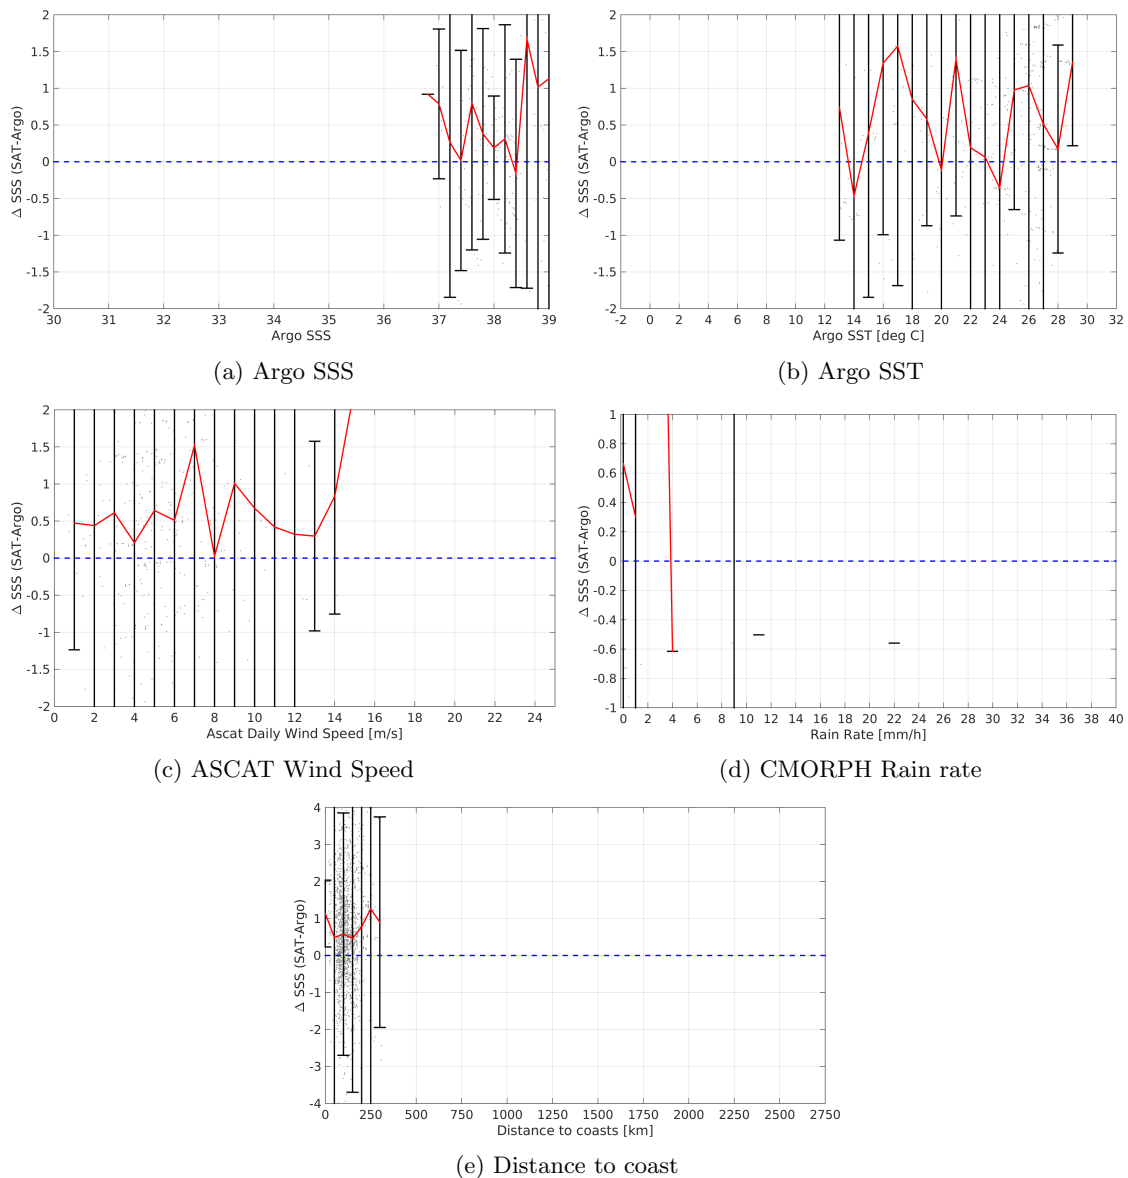 2
1.5
1
0.5
0
-0.5
-1
-1.5
-2
30 31 32 33 34 35 36 37 38 39
Δ SSS (SAT-Argo)
Argo SSS
(a) Argo SSS
2
1.5
1
0.5
0
-0.5
-1
-1.5
-2
-2 0 2 4 6 8 10 12 14 16 18 20 22 24 26 28 30 32
Δ SSS (SAT-Argo)
Argo SST [deg C]
(b) Argo SST
2
1.5
1
0.5
0
-0.5
-1
-1.5
-2
0 2 4 6 8 10 12 14 16 18 20 22 24
Δ SSS (SAT-Argo)
Ascat Daily Wind Speed [m/s]
(c) ASCAT Wind Speed
1
0.8
0.6
0.4
0.2
0
-0.2
-0.4
-0.6
-0.8
-1
0 2 4 6 8 10 12 14 16 18 20 22 24 26 28 30 32 34 36 38 40
Δ SSS (SAT-Argo)
Rain Rate [mm/h]
(d) CMORPH Rain rate
4
3
2
1
0
-1
-2
-3
-4
0 250 500 750 1000 1250 1500 1750 2000 2250 2500 2750
Δ SSS (SAT-Argo)
Distance to coasts [km]
(e) Distance to coast